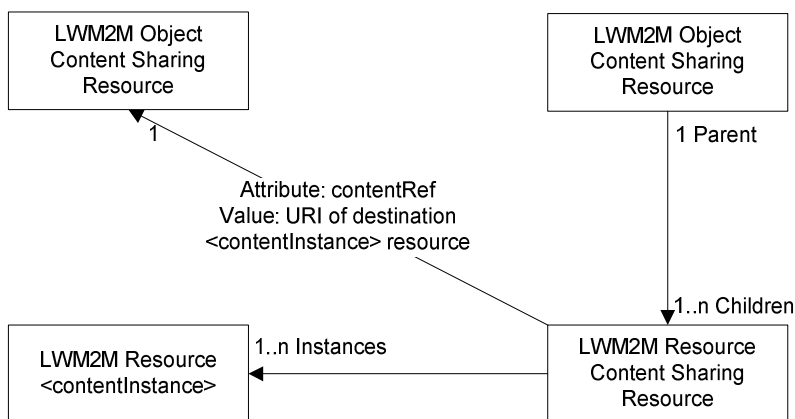 LWM2M Object
Content Sharing
Resource
LWM2M Object
Content Sharing
Resource
1
1 Parent
Attribute: contentRef
Value: URI of destination
<contentInstance> resource
1..n Children
1..n Instances
LWM2M Resource
<contentInstance>
LWM2M Resource
Content Sharing
Resource